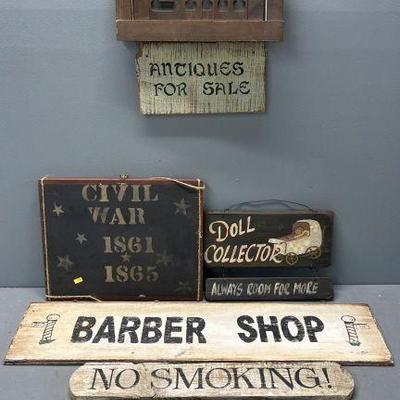 ANTIQUES
FOR SALE
CIVIL
WAR
1861
1865
DOLL
COLLECTOR
ALWAYS ROOM FOR MORE
BARBER SHOP
NO SMOKING!